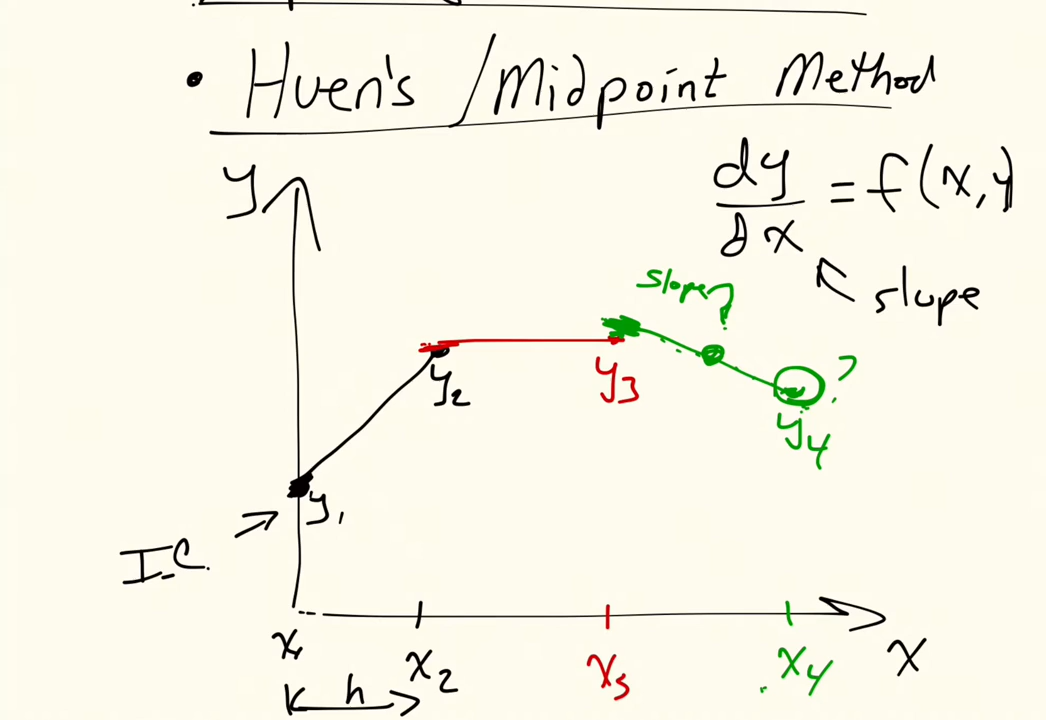 • Huen's / Midpoint Method
y
dy
dx
= f(x,y)
slope
slope?
y2
y3
?
y4
y1
I.C.
x1
x2
x3
x4
x
h